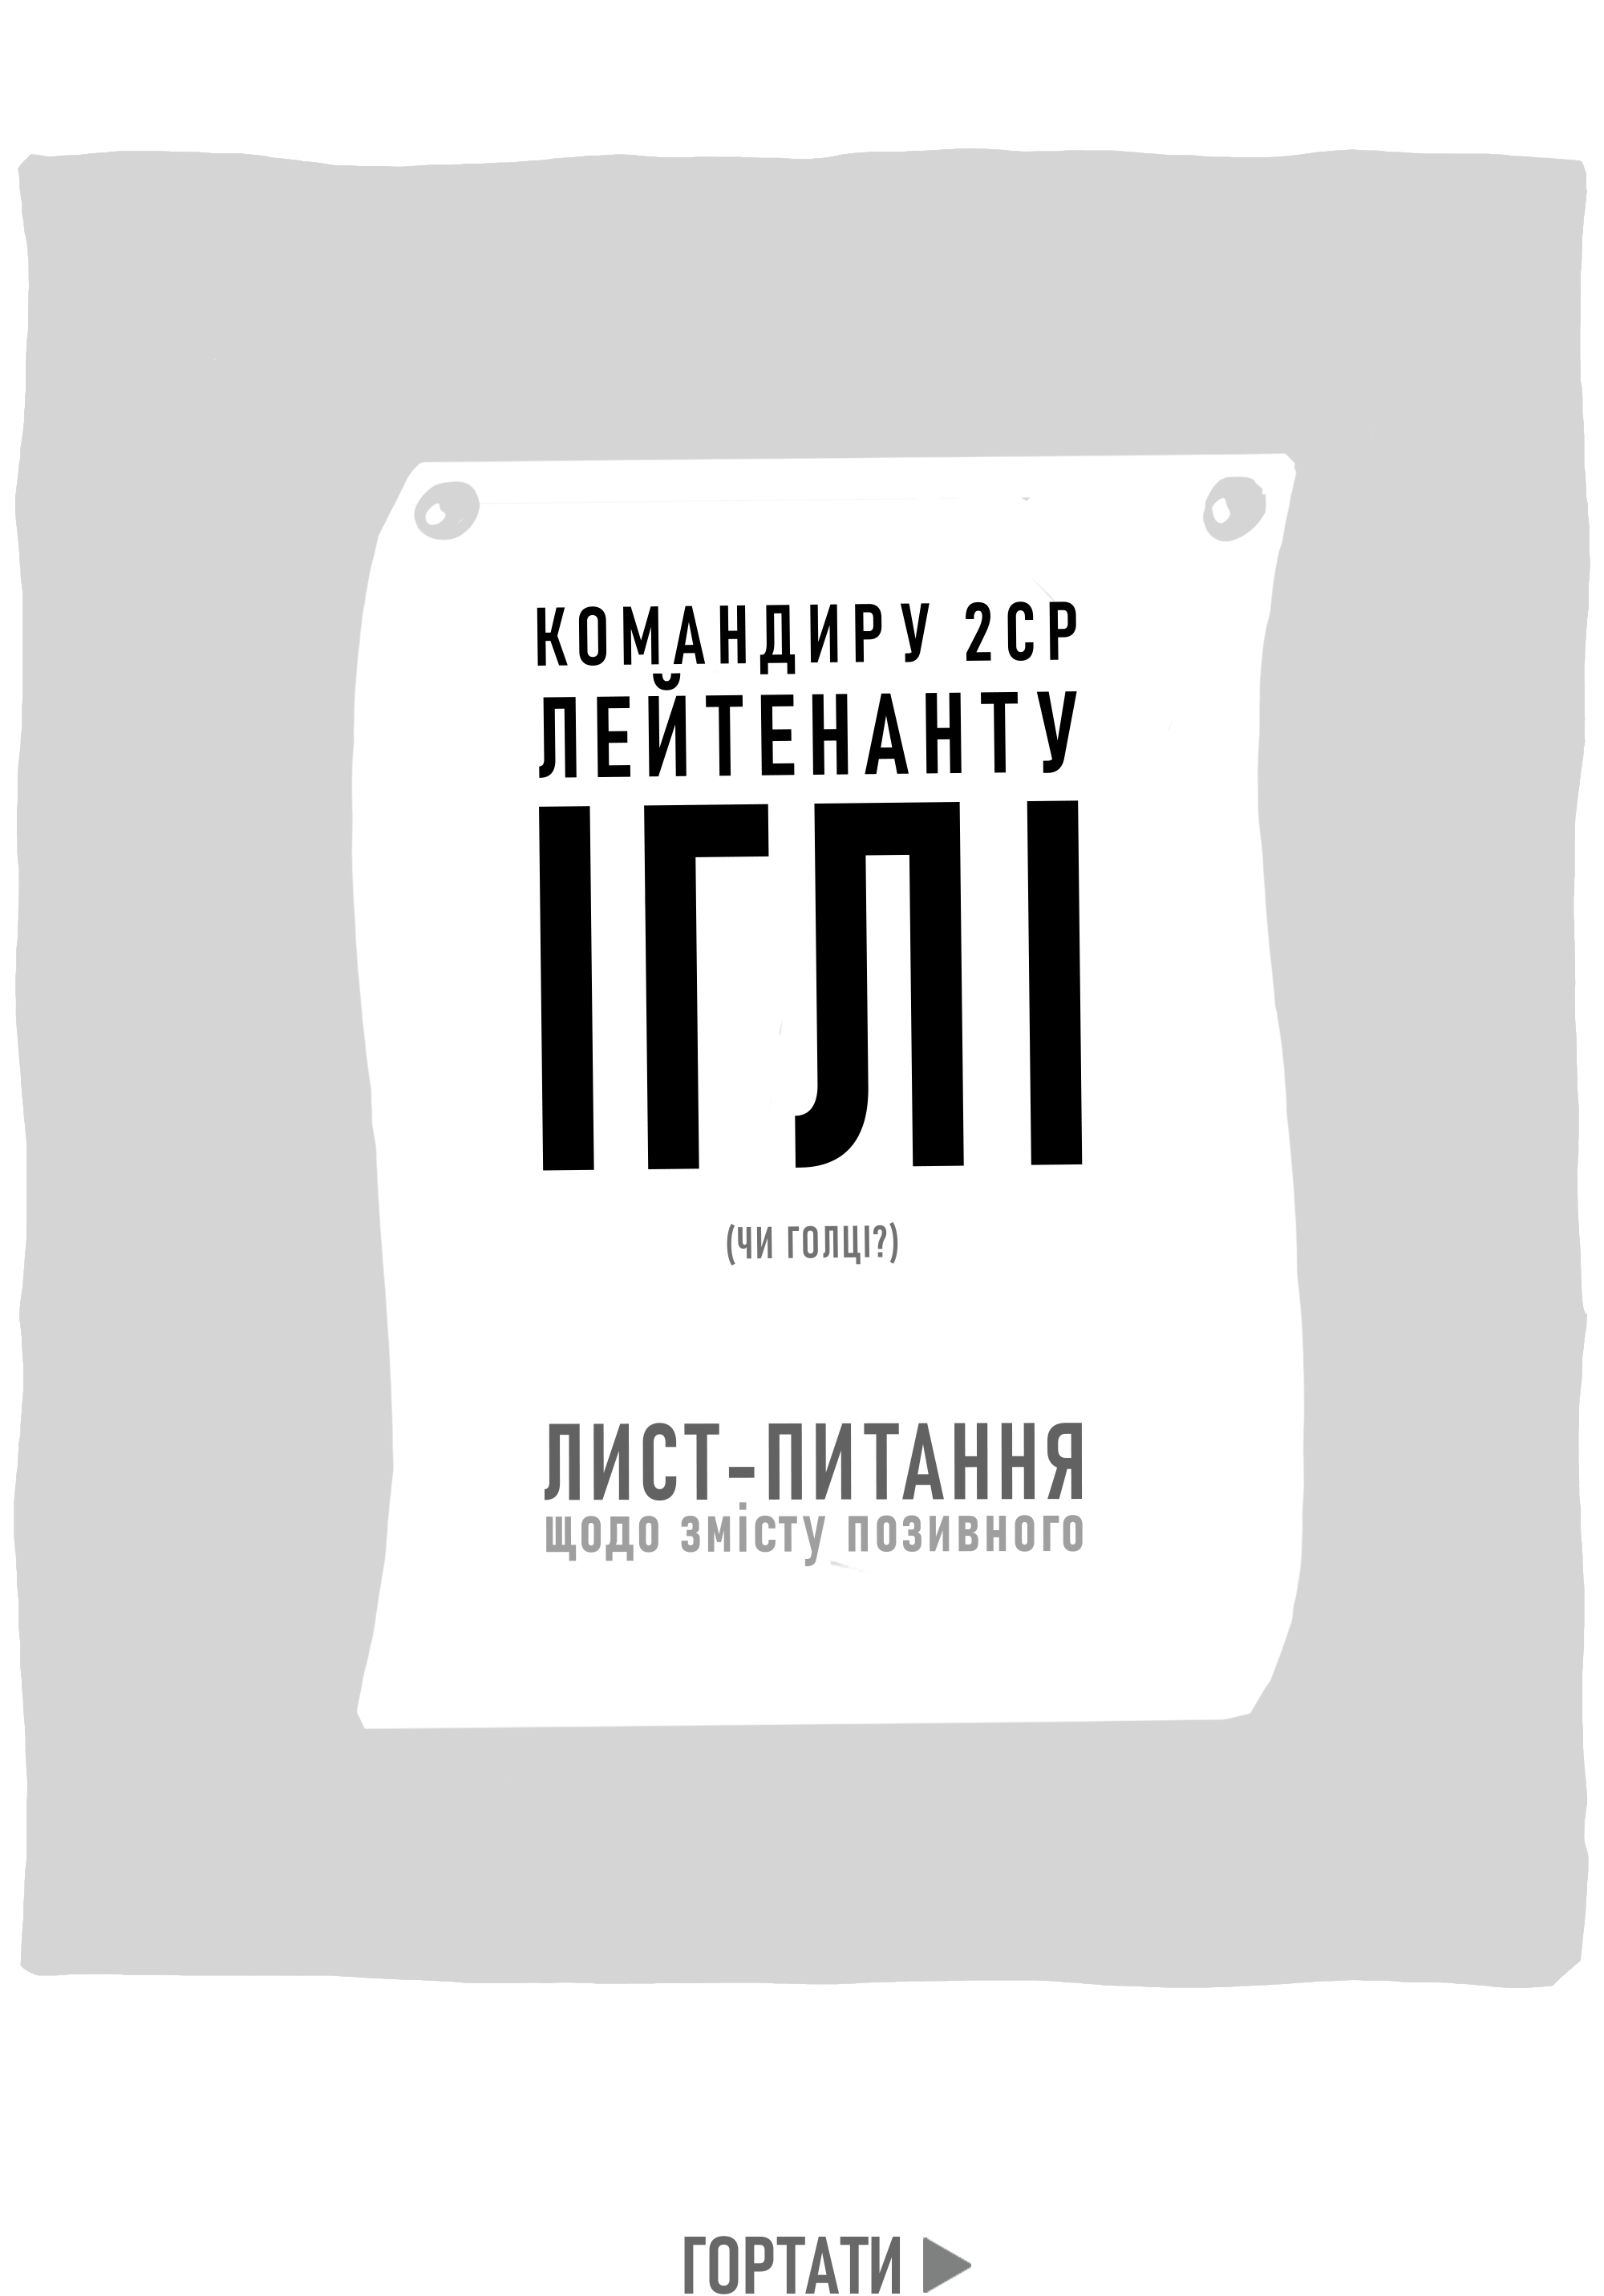 КОМАНДИРУ 2СР
ЛЕЙТЕНАНТУ
ІГЛІ
(ЧИ ГОЛЦІ?)
ЛИСТ-ПИТАННЯ
щодо змісту позивного
ГОРТАТИ